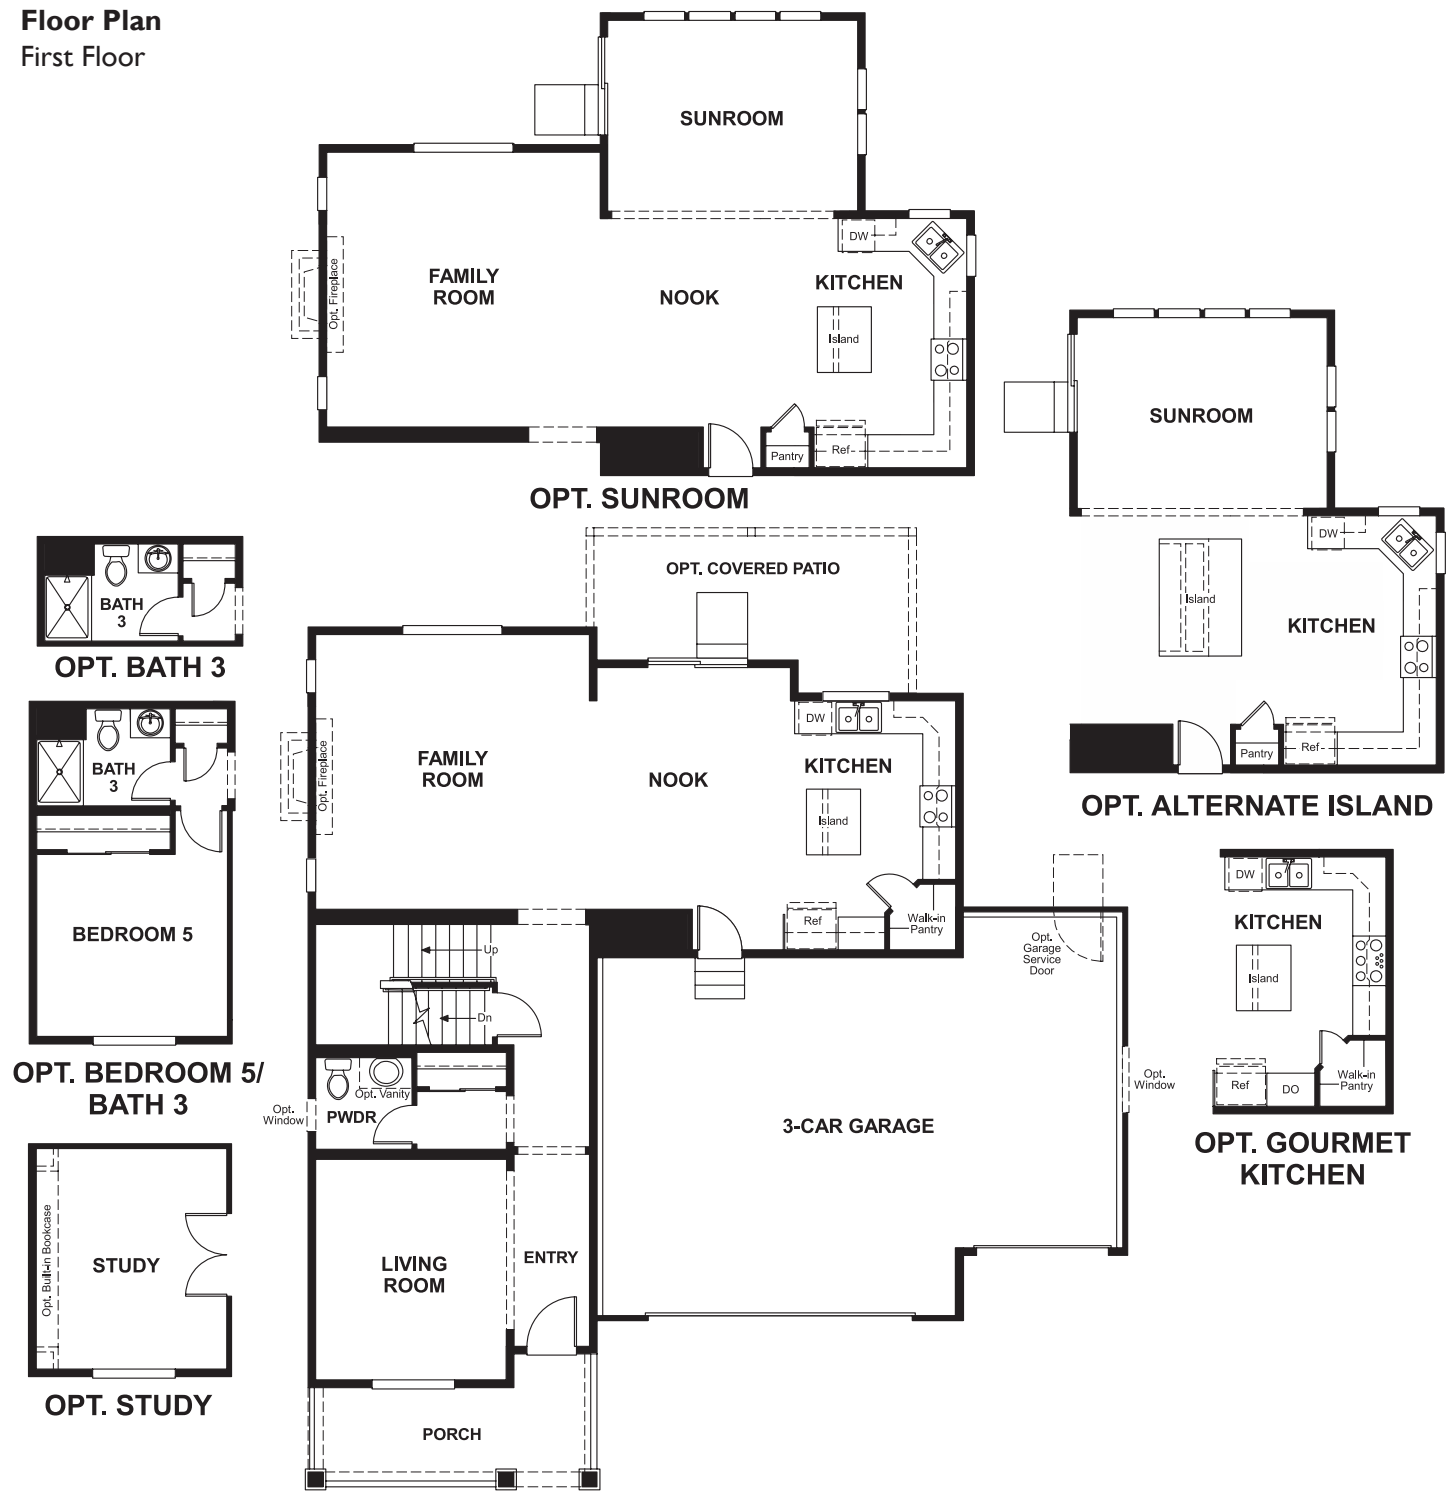 Floor Plan
First Floor
SUNROOM
DW
FAMILY
ROOM
Opt. Fireplace
NOOK
KITCHEN
Island
Pantry
Ref
OPT. SUNROOM
SUNROOM
DW
Island
KITCHEN
Pantry
Ref
OPT. ALTERNATE ISLAND
BATH
3
OPT. BATH 3
BATH
3
BEDROOM 5
OPT. BEDROOM 5/
BATH 3
Opt. Built-in Bookcase
STUDY
OPT. STUDY
OPT. COVERED PATIO
FAMILY
ROOM
Opt. Fireplace
NOOK
DW
KITCHEN
Island
Ref
Walk-in
Pantry
Up
Dn
Opt.
Garage
Service
Door
Opt. Vanity
Opt.
Window
PWDR
3-CAR GARAGE
Opt.
Window
LIVING
ROOM
ENTRY
PORCH
DW
KITCHEN
Island
Walk-in
Pantry
Ref
DO
OPT. GOURMET
KITCHEN